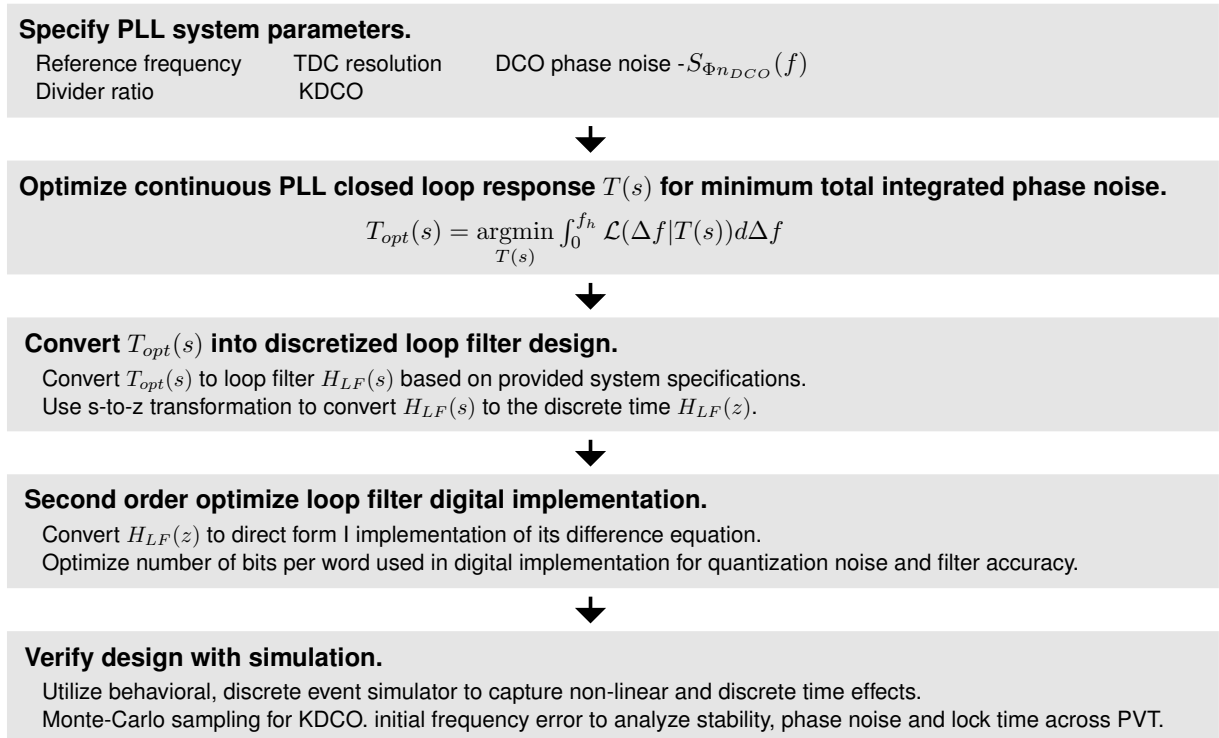 Specify PLL system parameters.
Reference frequency TDC resolution DCO phase noise -$S_{\Phi n_{DCO}}(f)$
Divider ratio KDCO
Optimize continuous PLL closed loop response $T(s)$ for minimum total integrated phase noise.
$T_{opt}(s) = \underset{T(s)}{\operatorname{argmin}} \int_0^{f_h} \mathcal{L}(\Delta f|T(s))d\Delta f$
Convert $T_{opt}(s)$ into discretized loop filter design.
Convert $T_{opt}(s)$ to loop filter $H_{LF}(s)$ based on provided system specifications.
Use s-to-z transformation to convert $H_{LF}(s)$ to the discrete time $H_{LF}(z)$.
Second order optimize loop filter digital implementation.
Convert $H_{LF}(z)$ to direct form I implementation of its difference equation.
Optimize number of bits per word used in digital implementation for quantization noise and filter accuracy.
Verify design with simulation.
Utilize behavioral, discrete event simulator to capture non-linear and discrete time effects.
Monte-Carlo sampling for KDCO. initial frequency error to analyze stability, phase noise and lock time across PVT.